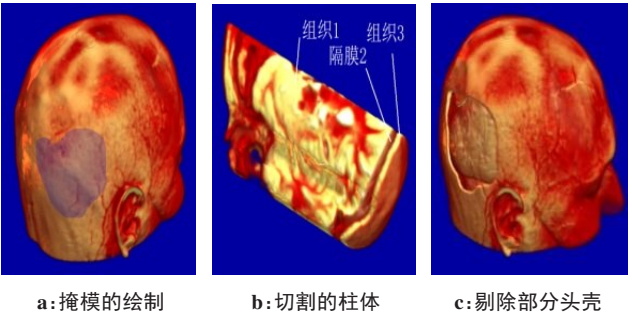 组织1
组织3
隔膜2
a:掩模的绘制
b:切割的柱体
c:剔除部分头壳